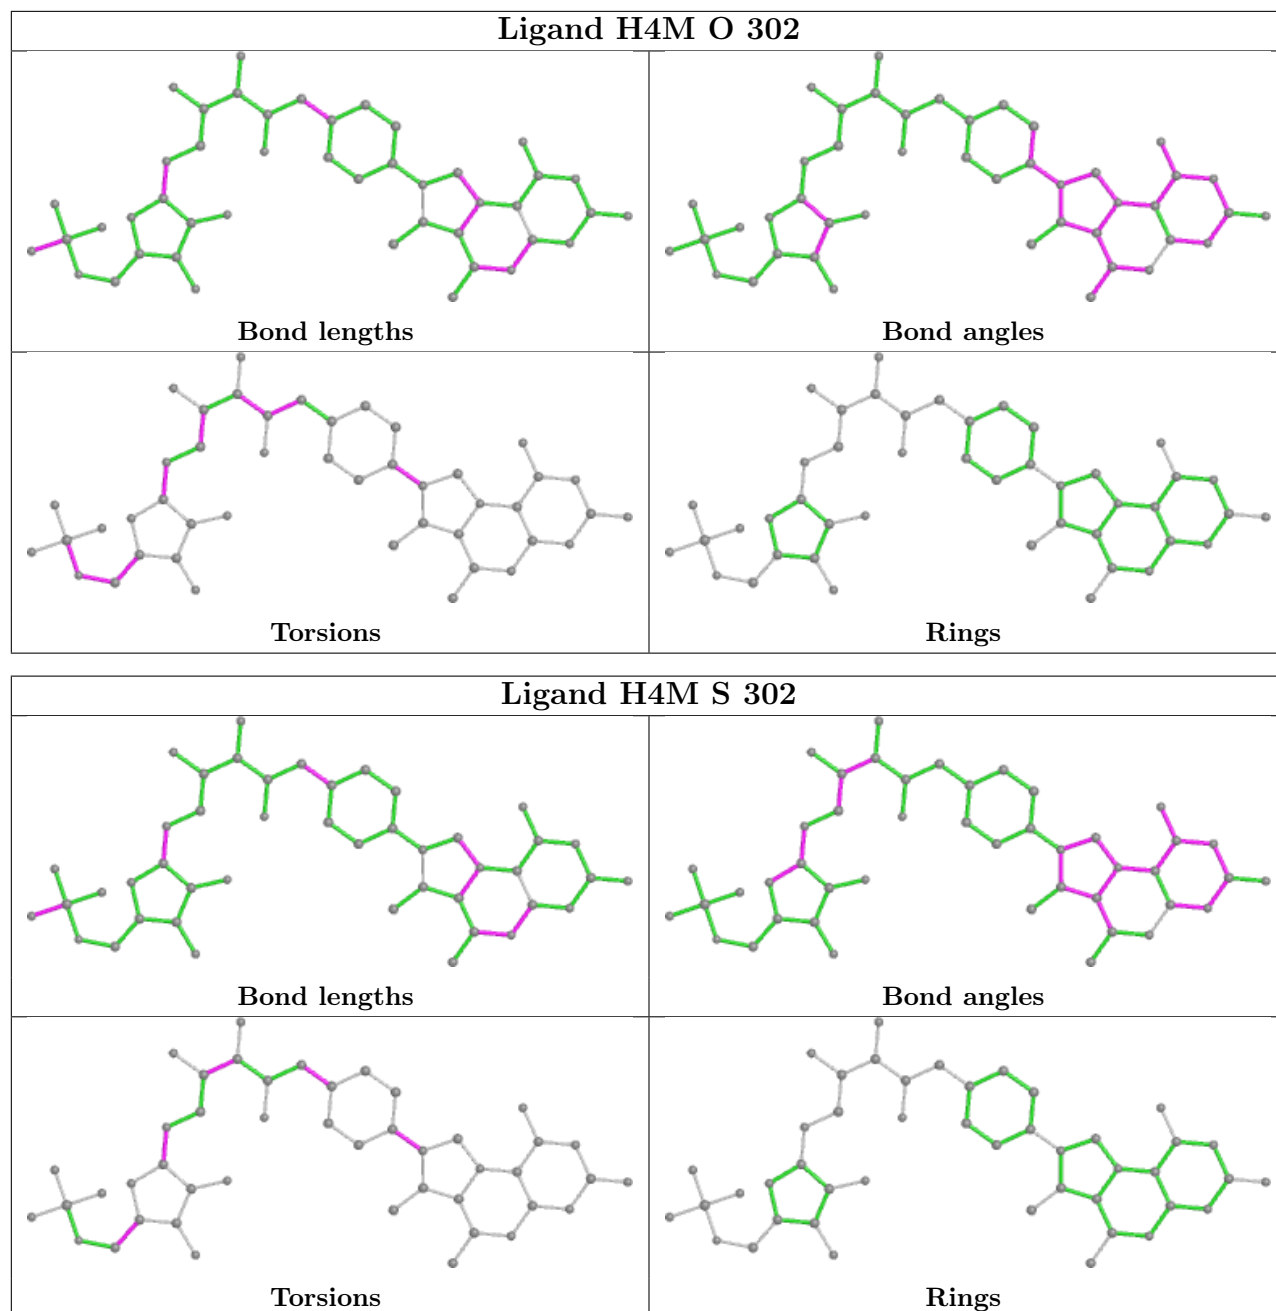 Ligand H4M O 302
Bond lengths
Bond angles
Torsions
Rings
Ligand H4M S 302
Bond lengths
Bond angles
Torsions
Rings